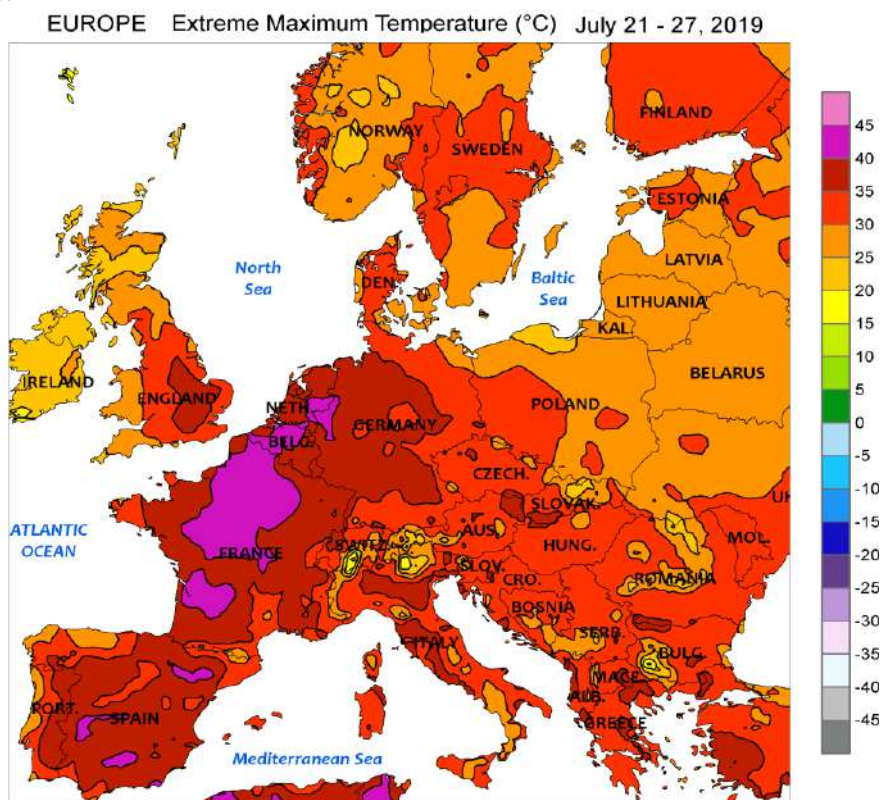 EUROPE Extreme Maximum Temperature (°C) July 21 - 27, 2019
NORWAY
SWEDEN
FINLAND
ESTONIA
LATVIA
LITHUANIA
KAL.
BELARUS
North
Sea
Baltic
Sea
DEN.
IRELAND
ENGLAND
NETH.
BELG.
GERMANY
POLAND
CZECH.
SLOVAK.
UK
ATLANTIC
OCEAN
FRANCE
SWITZ.
AUS.
SLOV.
HUNG.
MOL.
CRO.
ROMANIA
BOSNIA
SERB.
BULG.
ITALY
MACE.
ALB.
GREECE
PORT.
SPAIN
Mediterranean Sea
45
40
35
30
25
20
15
10
5
0
-5
-10
-15
-20
-25
-30
-35
-40
-45